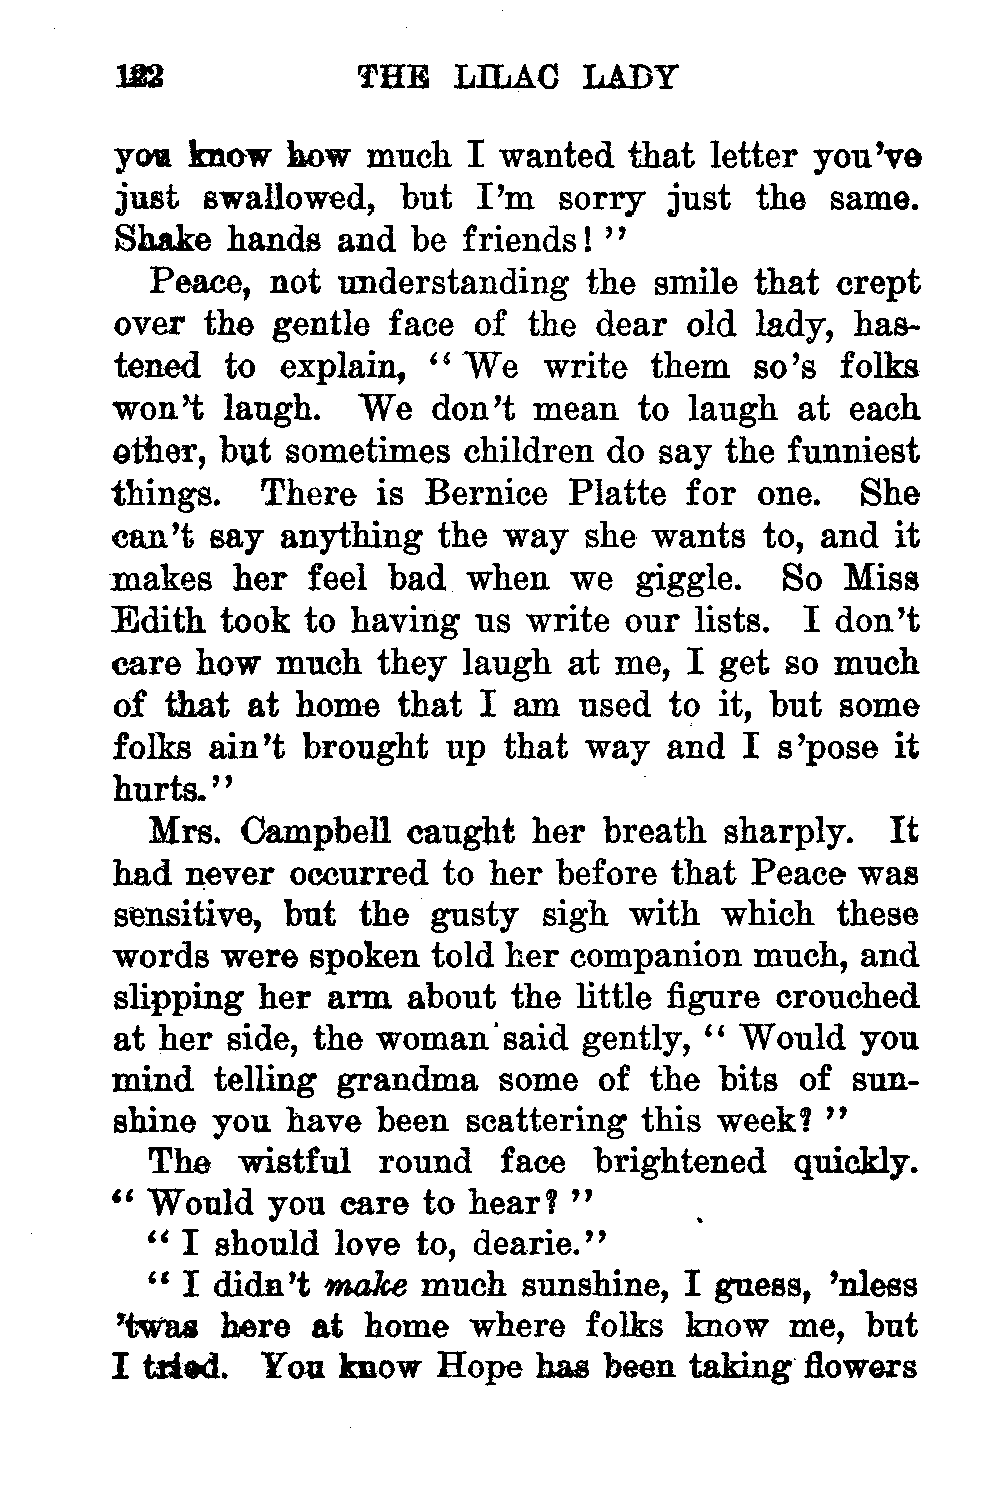 122 THE LILAC LADY
you know how much I wanted that letter you've
just swallowed, but I'm sorry just the same.
Shake hands and be friends! ”
Peace, not understanding the smile that crept
over the gentle face of the dear old lady, has-
tened to explain, “ We write them so's folks
won't laugh. We don't mean to laugh at each
other, but sometimes children do say the funniest
things. There is Bernice Platte for one. She
can't say anything the way she wants to, and it
makes her feel bad when we giggle. So Miss
Edith took to having us write our lists. I don't
care how much they laugh at me, I get so much
of that at home that I am used to it, but some
folks ain't brought up that way and I s'pose it
hurts.”
Mrs. Campbell caught her breath sharply. It
had never occurred to her before that Peace was
sensitive, but the gusty sigh with which these
words were spoken told her companion much, and
slipping her arm about the little figure crouched
at her side, the woman said gently, “ Would you
mind telling grandma some of the bits of sun-
shine you have been scattering this week? ”
The wistful round face brightened quickly.
“ Would you care to hear? ”
“ I should love to, dearie.”
“ I didn't make much sunshine, I guess, 'nless
'twas here at home where folks know me, but
I tried. You know Hope has been taking flowers